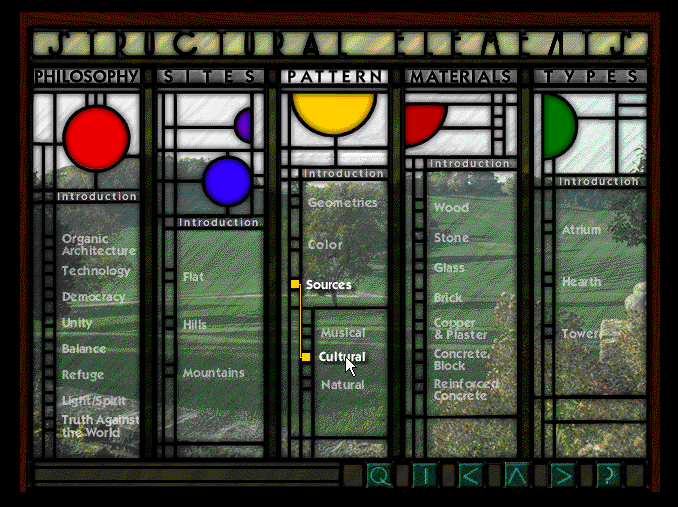 STRUCTURAL ELEMENTS
PHILOSOPHY
Introduction
Organic
Architecture
Technology
Democracy
Unity
Balance
Refuge
Light/Spirit
Truth Against
the World
SITES
Introduction
Flat
Hills
Mountains
PATTERN
Introduction
Geometries
Color
Sources
Musical
Cultural
Natural
MATERIALS
Introduction
Wood
Stone
Glass
Brick
Copper
& Plaster
Concrete,
Block
Reinforced
Concrete
TYPES
Introduction
Atrium
Hearth
Tower
Q I < Λ > ?